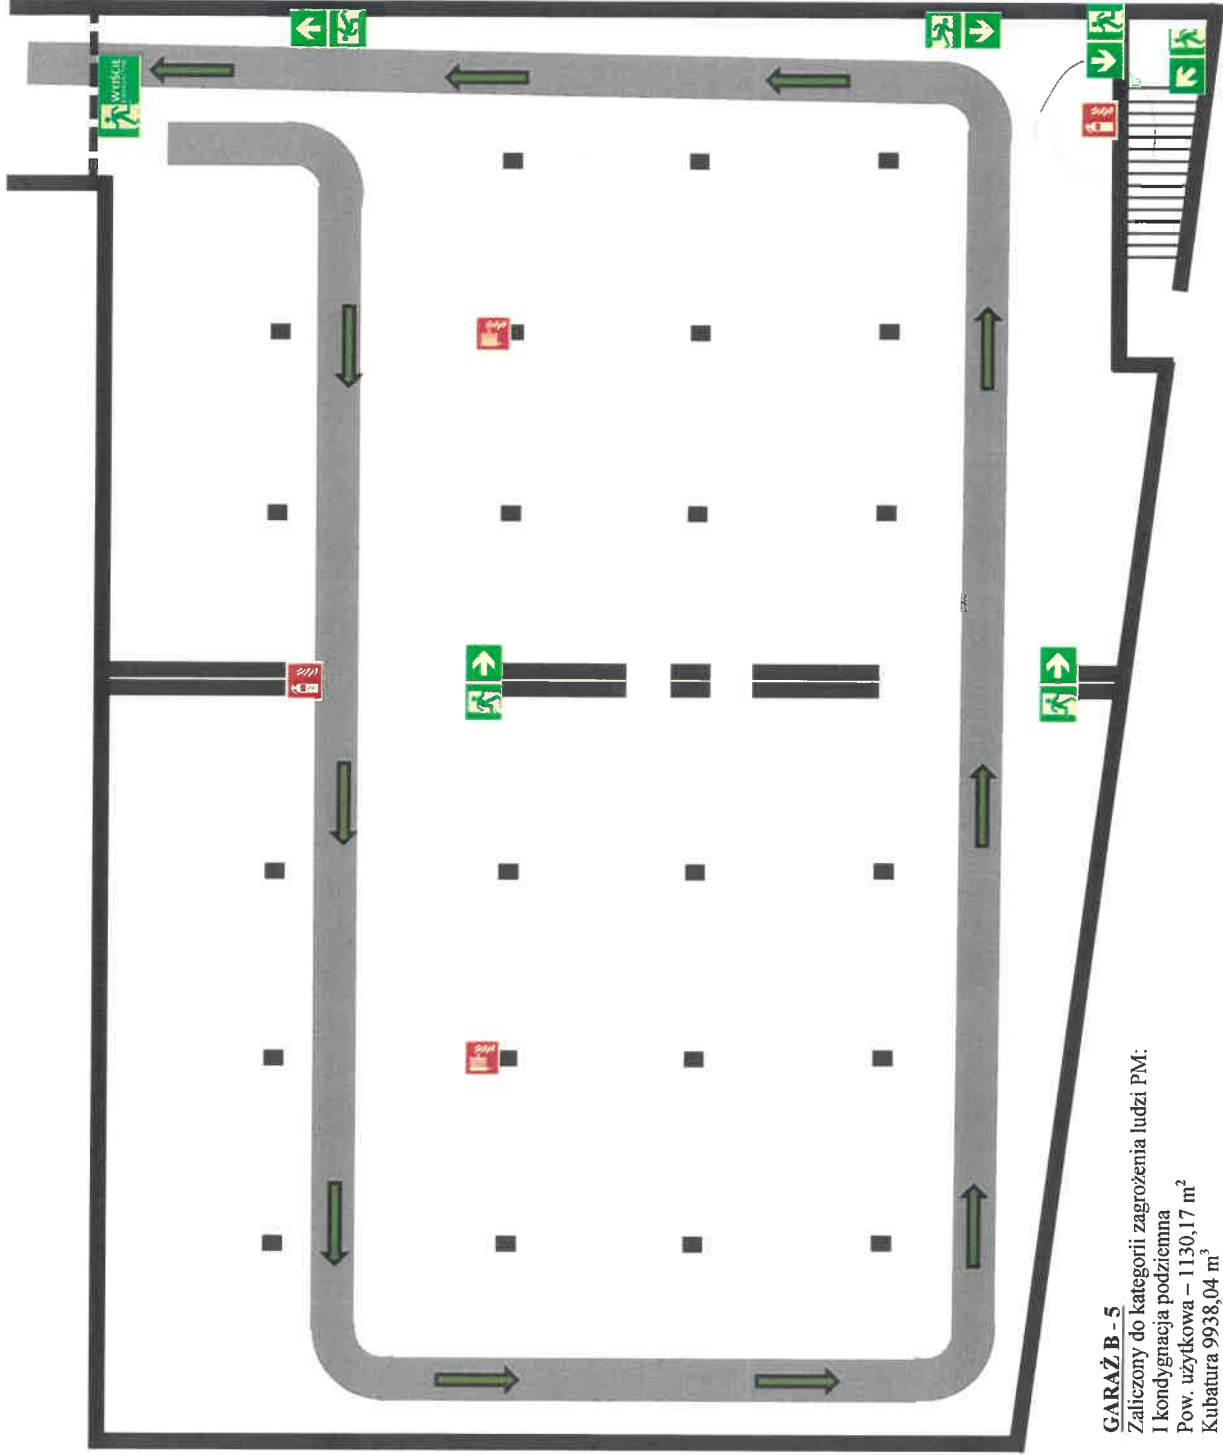 WYJŚCIE
GARAŻ B - 5
Zaliczony do kategorii zagrożenia ludzi PM:
I kondygnacja podziemna
Pow. użytkowa – 1130,17 m²
Kubatura 9938,04 m³